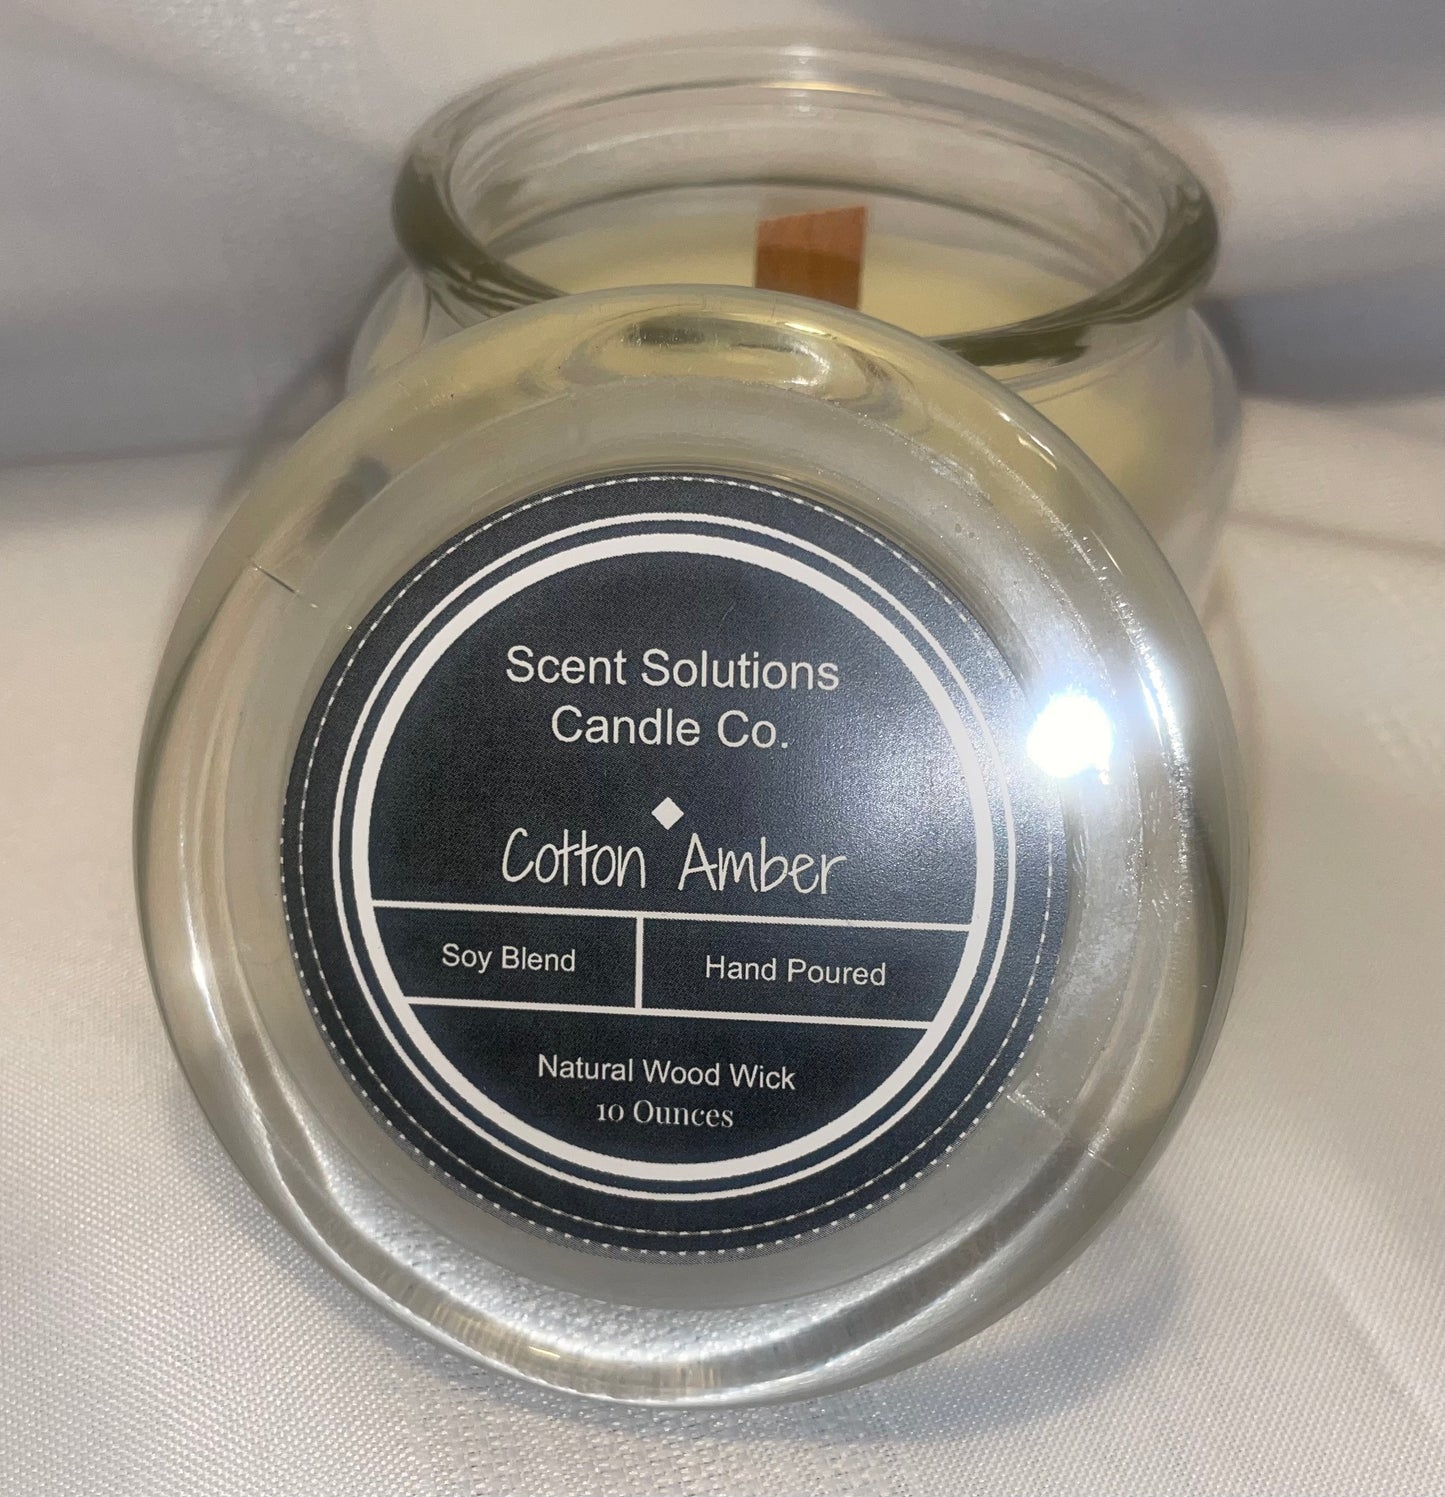 Scent Solutions
Candle Co.
Cotton Amber
Soy Blend
Hand Poured
Natural Wood Wick
10 Ounces